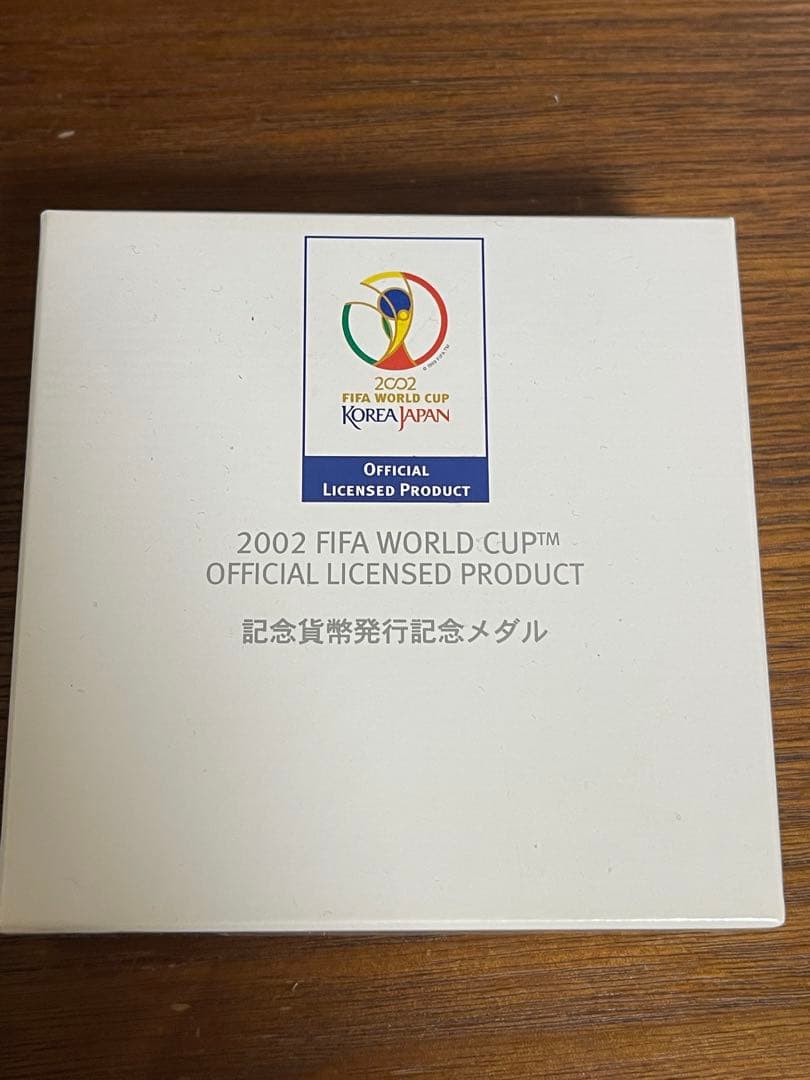 2002
FIFA WORLD CUP
KOREA JAPAN
OFFICIAL
LICENSED PRODUCT
2002 FIFA WORLD CUP™
OFFICIAL LICENSED PRODUCT
記念貨幣発行記念メダル